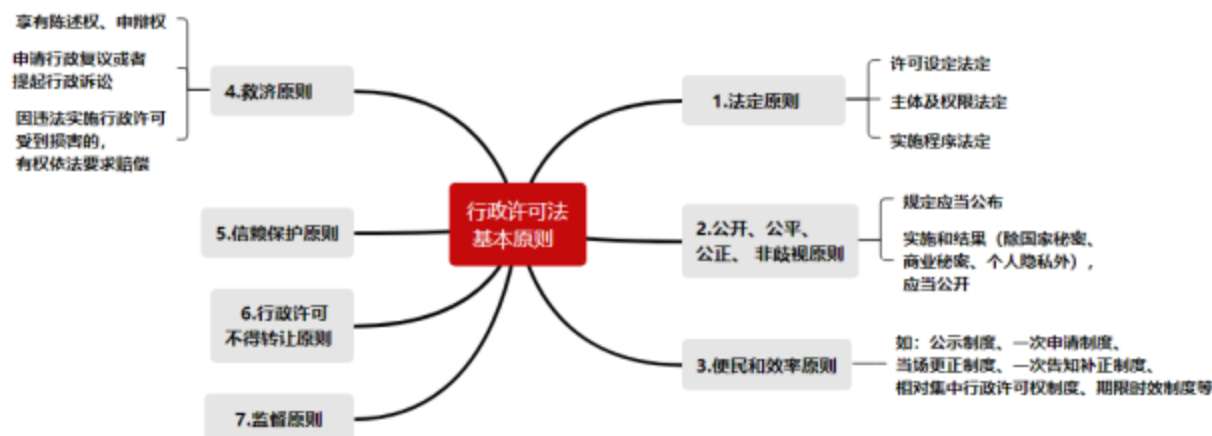 行政许可法
基本原则
1.法定原则
许可设定法定
主体及权限法定
实施程序法定
2.公开、公平、
公正、 非歧视原则
规定应当公布
实施和结果（除国家秘密、
商业秘密、个人隐私外），
应当公开
3.便民和效率原则
如：公示制度、一次申请制度、
当场更正制度、一次告知补正制度、
相对集中行政许可权制度、期限时效制度等
4.救济原则
享有陈述权、申辩权
申请行政复议或者
提起行政诉讼
因违法实施行政许可
受到损害的，
有权依法要求赔偿
5.信赖保护原则
6.行政许可
不得转让原则
7.监督原则